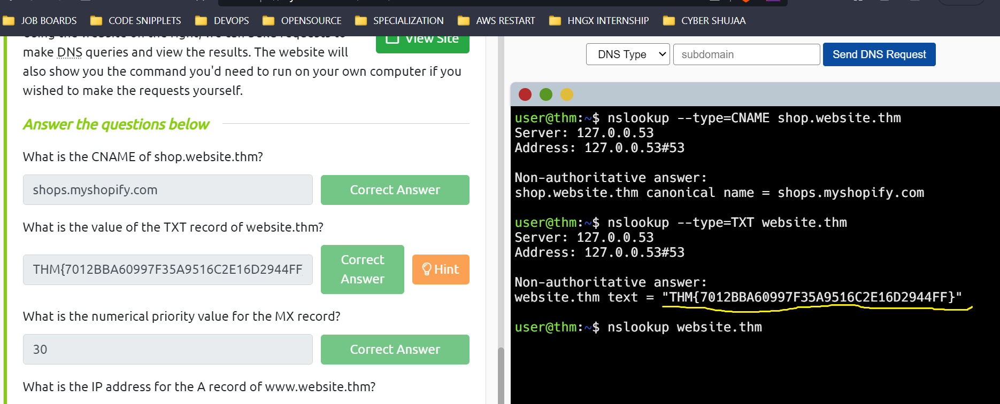 JOB BOARDS CODE SNIPPLETS DEVOPS OPENSOURCE SPECIALIZATION AWS RESTART HNGX INTERNSHIP CYBER SHUJAA
View Site
make DNS queries and view the results. The website will
also show you the command you'd need to run on your own computer if you
wished to make the requests yourself.
Answer the questions below
What is the CNAME of shop.website.thm?
shops.myshopify.com Correct Answer
What is the value of the TXT record of website.thm?
THM{7012BBA60997F35A9516C2E16D2944FF
Correct
Answer
Hint
What is the numerical priority value for the MX record?
30 Correct Answer
What is the IP address for the A record of www.website.thm?
DNS Type subdomain Send DNS Request
user@thm:~$ nslookup --type=CNAME shop.website.thm
Server: 127.0.0.53
Address: 127.0.0.53#53
Non-authoritative answer:
shop.website.thm canonical name = shops.myshopify.com
user@thm:~$ nslookup --type=TXT website.thm
Server: 127.0.0.53
Address: 127.0.0.53#53
Non-authoritative answer:
website.thm text = "THM{7012BBA60997F35A9516C2E16D2944FF}"
user@thm:~$ nslookup website.thm